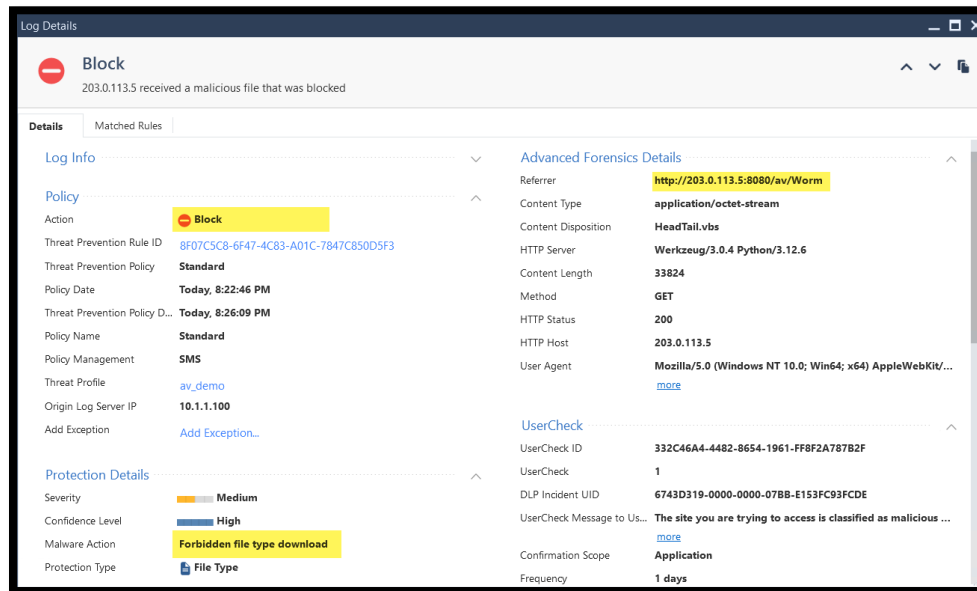 Log Details
Block
203.0.113.5 received a malicious file that was blocked
Details
Matched Rules
Log Info
Policy
Action Block
Threat Prevention Rule ID 8F07C5C8-6F47-4C83-A01C-7847C850D5F3
Threat Prevention Policy Standard
Policy Date Today, 8:22:46 PM
Threat Prevention Policy D... Today, 8:26:09 PM
Policy Name Standard
Policy Management SMS
Threat Profile av_demo
Origin Log Server IP 10.1.1.100
Add Exception Add Exception...
Protection Details
Severity Medium
Confidence Level High
Malware Action Forbidden file type download
Protection Type File Type
Advanced Forensics Details
Referrer http://203.0.113.5:8080/av/Worm
Content Type application/octet-stream
Content Disposition HeadTail.vbs
HTTP Server Werkzeug/3.0.4 Python/3.12.6
Content Length 33824
Method GET
HTTP Status 200
HTTP Host 203.0.113.5
User Agent Mozilla/5.0 (Windows NT 10.0; Win64; x64) AppleWebKit/...
more
UserCheck
UserCheck ID 332C46A4-4482-8654-1961-FF8F2A787B2F
UserCheck 1
DLP Incident UID 6743D319-0000-0000-07BB-E153FC93FCDE
UserCheck Message to Us... The site you are trying to access is classified as malicious ...
more
Confirmation Scope Application
Frequency 1 days